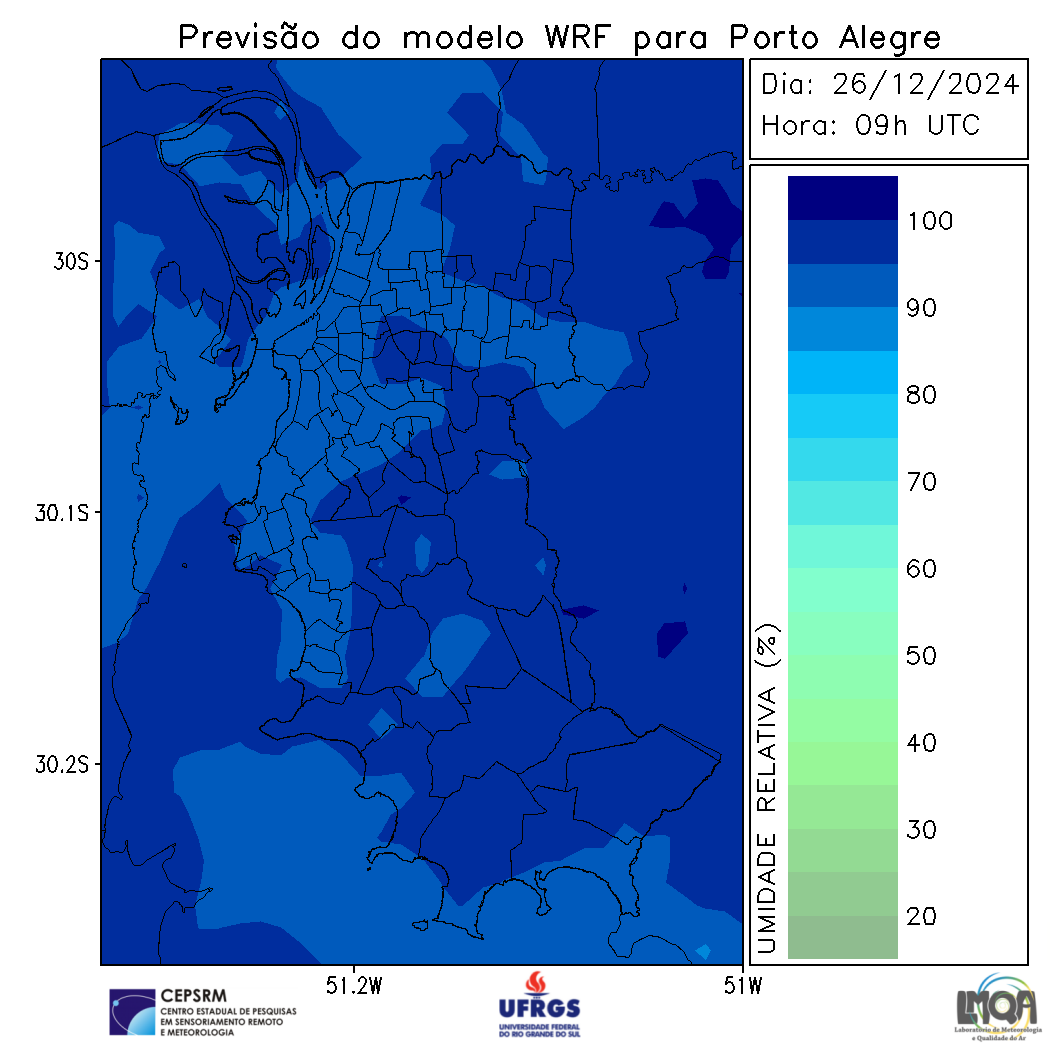 Previsão do modelo WRF para Porto Alegre
Dia: 26/12/2024
Hora: 09h UTC
100
90
80
70
60
50
40
30
20
UMIDADE RELATIVA (%)
30S
30.1S
30.2S
51.2W
51W
CEPSRM
CENTRO ESTADUAL DE PESQUISAS
EM SENSORIAMENTO REMOTO
E METEOROLOGIA
UFRGS
UNIVERSIDADE FEDERAL
DO RIO GRANDE DO SUL
LMQA
Laboratório de Meteorologia
e Qualidade do Ar